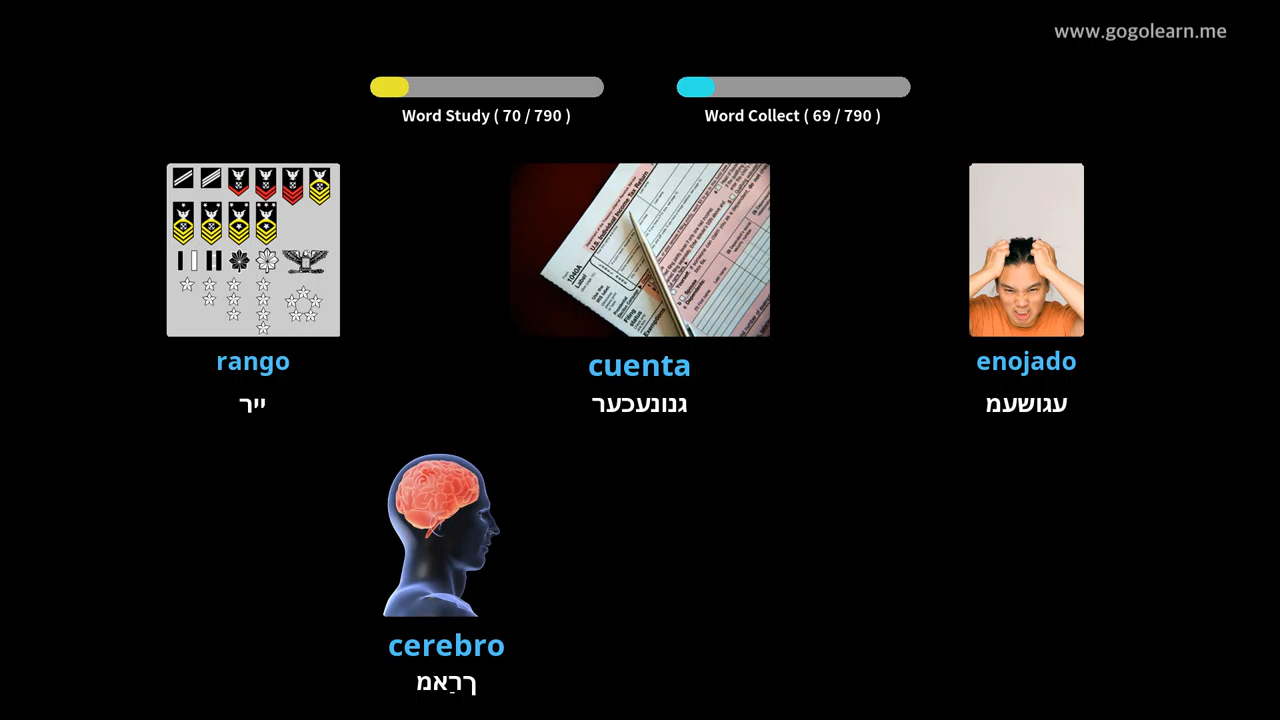 www.gogolearn.me
Word Study ( 70 / 790 )
Word Collect ( 69 / 790 )
rango
ייר
cuenta
גנונעכער
enojado
עגושעמ
cerebro
ךרַאמ